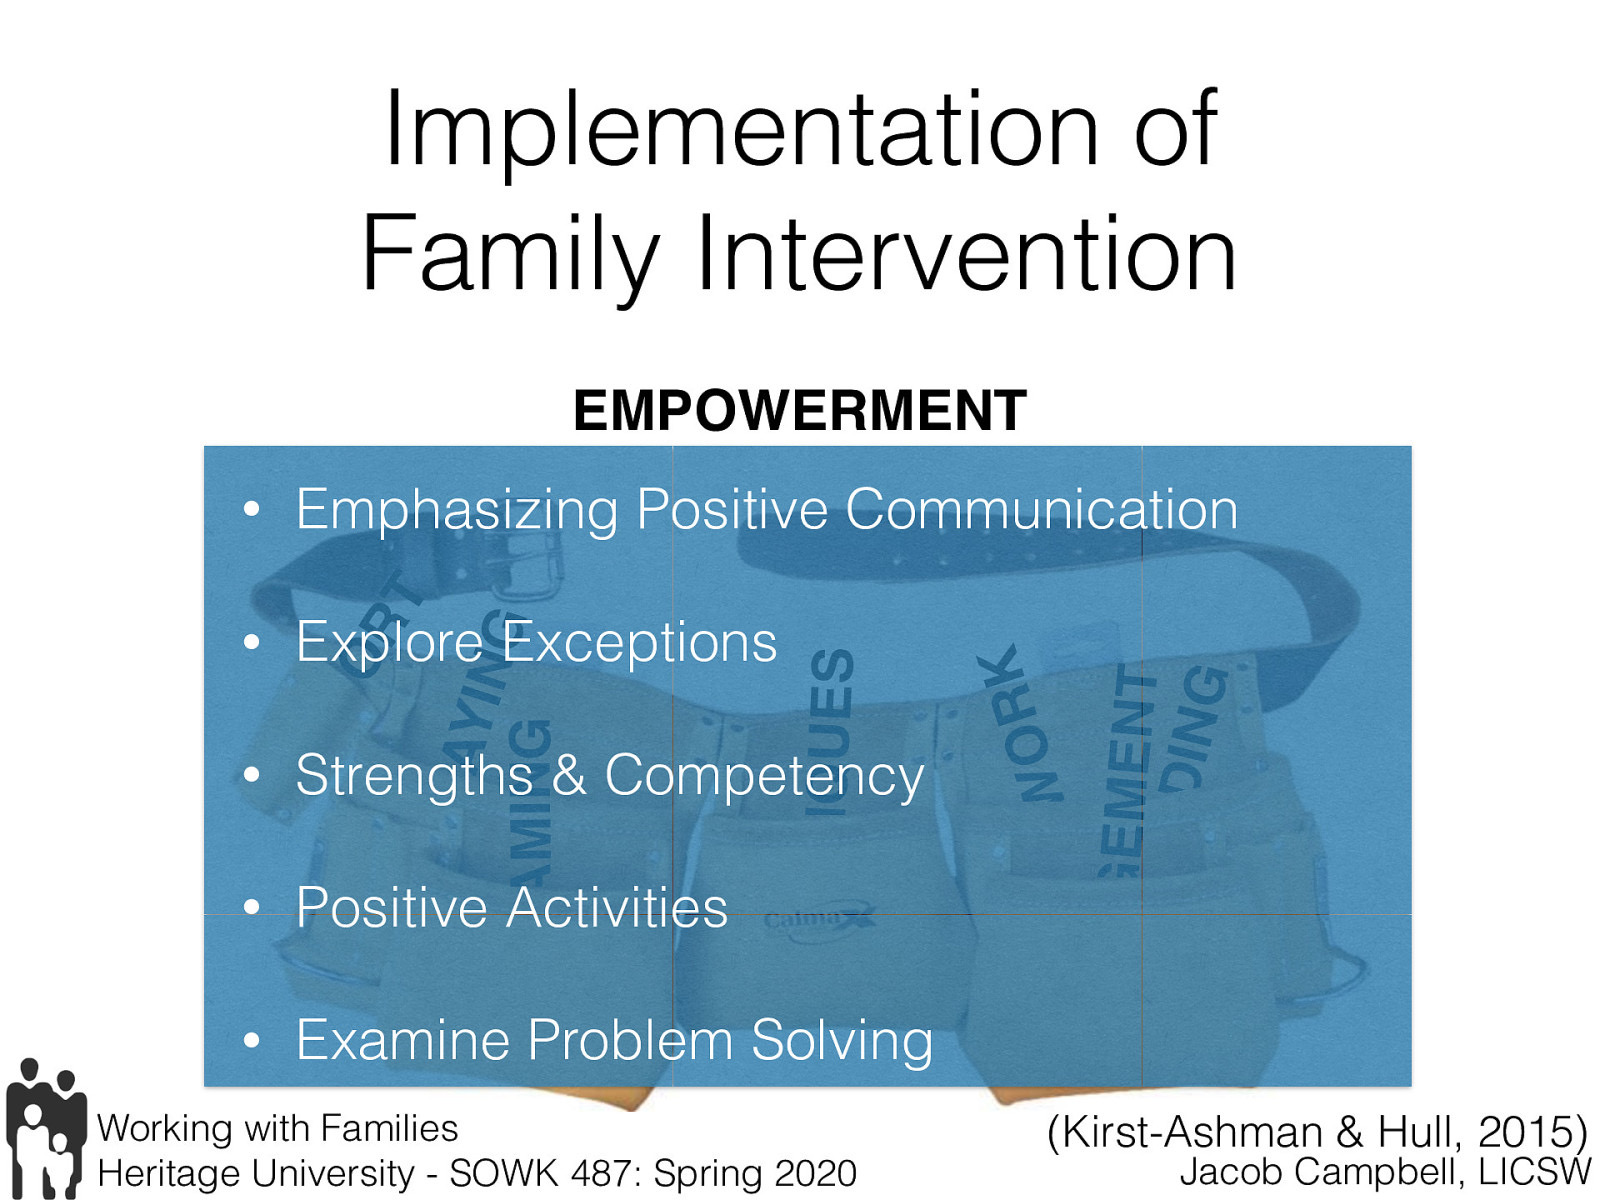 Implementation of
Family Intervention
EMPOWERMENT
• Emphasizing Positive Communication
• Explore Exceptions
• Strengths & Competency
• Positive Activities
• Examine Problem Solving
CalmaX
Working with Families
Heritage University - SOWK 487: Spring 2020
(Kirst-Ashman & Hull, 2015)
Jacob Campbell, LICSW